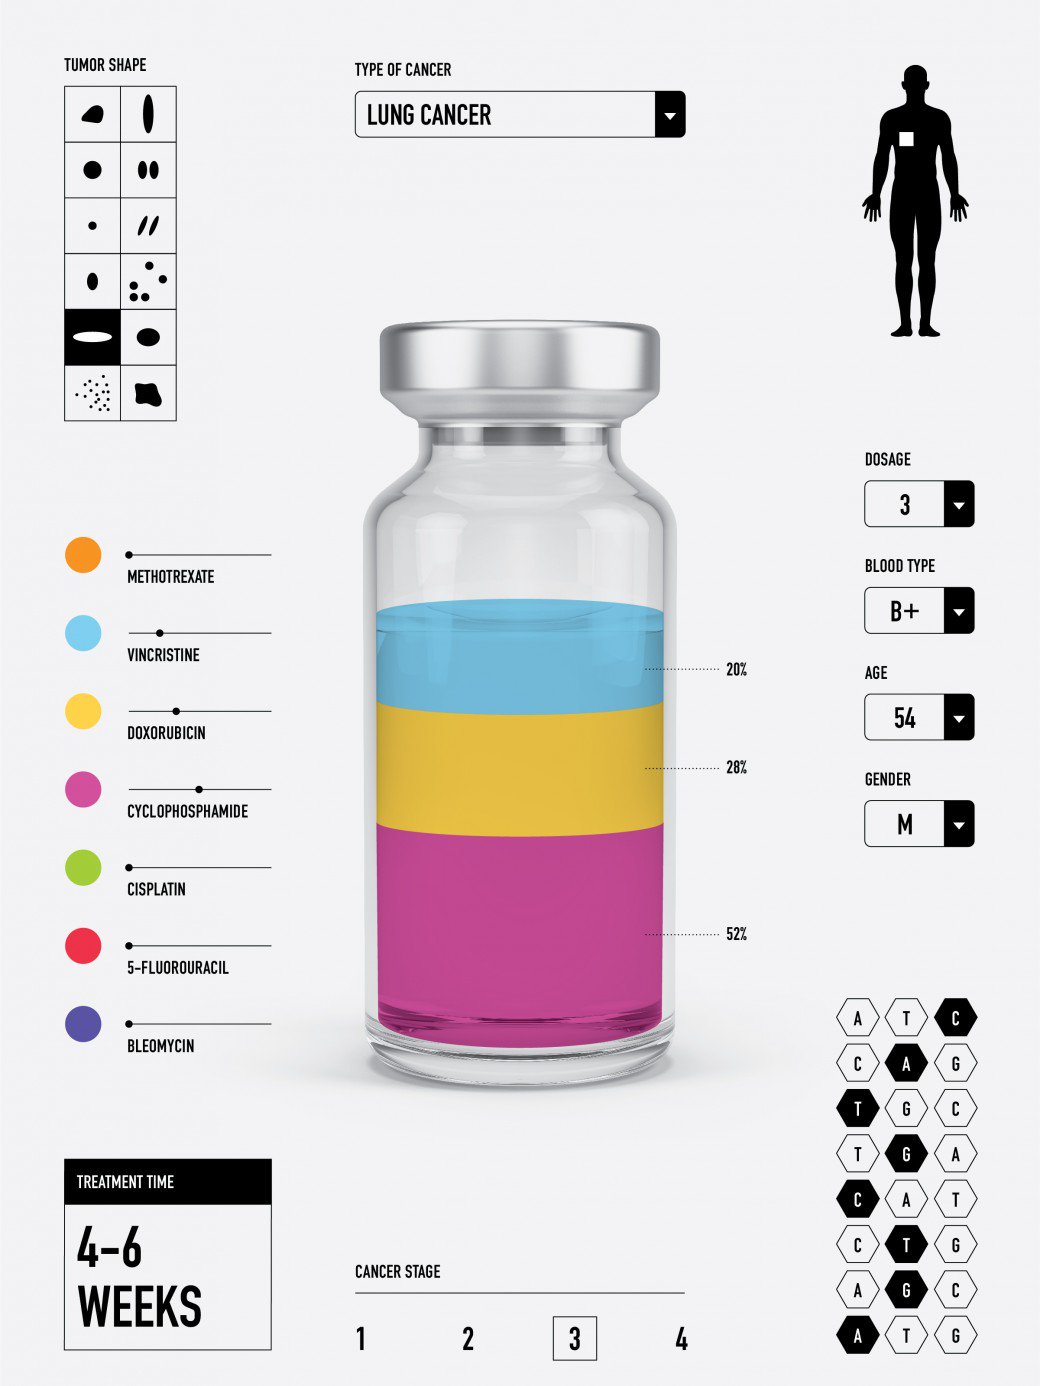 TUMOR SHAPE
TYPE OF CANCER
LUNG CANCER
METHOTREXATE
VINCRISTINE
DOXORUBICIN
CYCLOPHOSPHAMIDE
CISPLATIN
5-FLUOROURACIL
BLEOMYCIN
20%
28%
52%
DOSAGE
3
BLOOD TYPE
B+
AGE
54
GENDER
M
A T C
C A G
T G C
T G A
C A T
C T G
A G C
A T G
TREATMENT TIME
4-6
WEEKS
CANCER STAGE
1 2 3 4